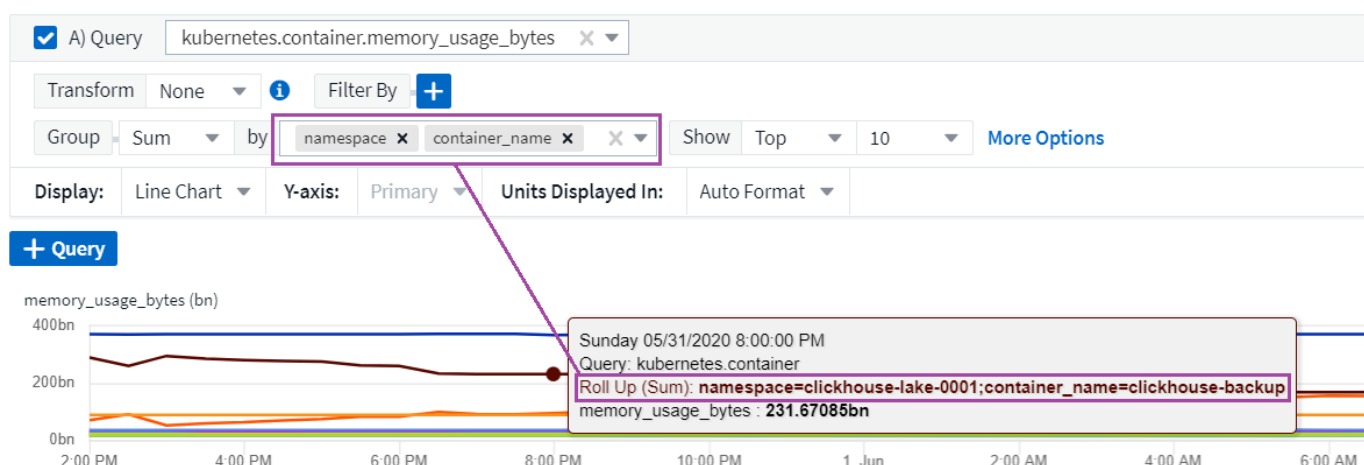 A) Query kubernetes.container.memory_usage_bytes
Transform None Filter By +
Group Sum by namespace container_name Show Top 10 More Options
Display: Line Chart Y-axis: Primary Units Displayed In: Auto Format
+ Query
memory_usage_bytes (bn)
400bn
Sunday 05/31/2020 8:00:00 PM
Query: kubernetes.container
200bn
Roll Up (Sum): namespace=clickhouse-lake-0001;container_name=clickhouse-backup
memory_usage_bytes : 231.67085bn
0bn
2:00 PM 4:00 PM 6:00 PM 8:00 PM 10:00 PM 1. Jun 2:00 AM 4:00 AM 6:00 AM